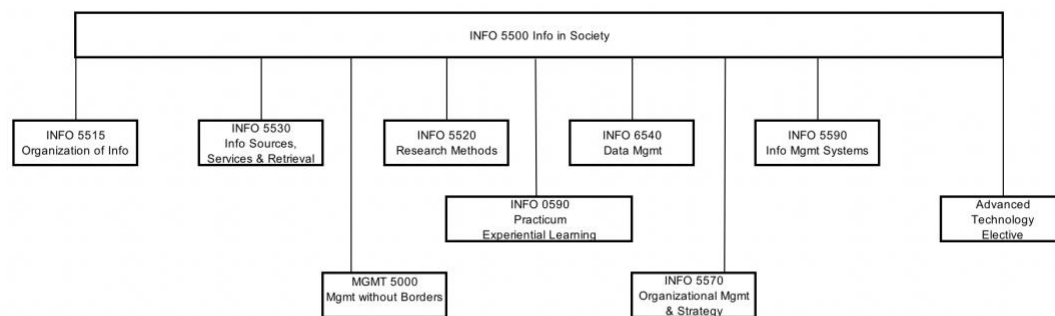 INFO 5500 Info in Society
INFO 5515
Organization of Info
INFO 5530
Info Sources,
Services & Retrieval
INFO 5520
Research Methods
INFO 6540
Data Mgmt
INFO 5590
Info Mgmt Systems
INFO 0590
Practicum
Experiential Learning
Advanced
Technology
Elective
MGMT 5000
Mgmt without Borders
INFO 5570
Organizational Mgmt
& Strategy